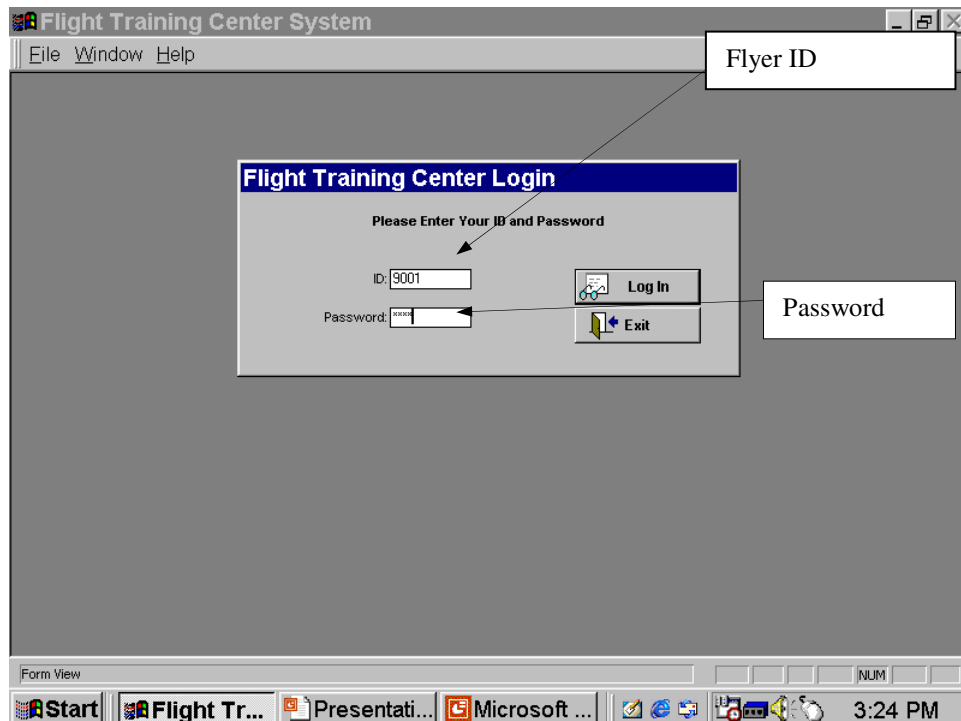 Flight Training Center System
File Window Help
Flyer ID
Flight Training Center Login
Please Enter Your ID and Password
ID: 9001
Log In
Password: ****
Password
Exit
Form View
NUM
Start
Flight Tr...
Presentati...
Microsoft ...
3:24 PM